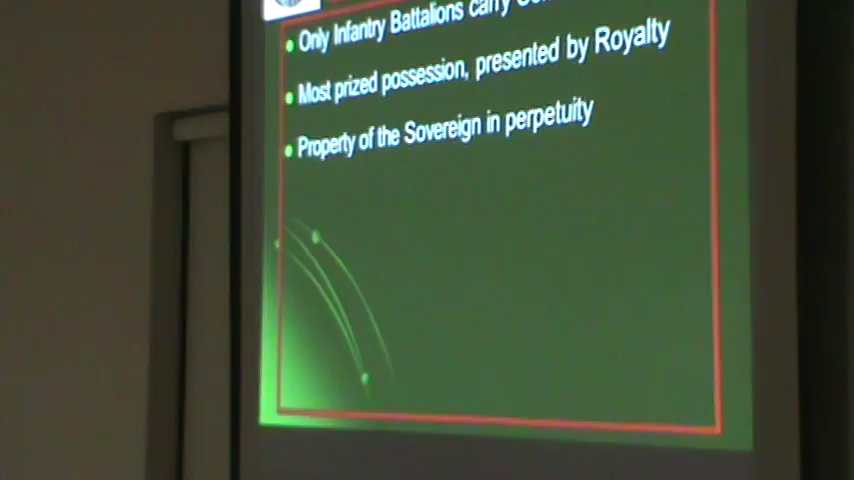 Only Infantry Battalions carry
Most prized possession, presented by Royalty
Property of the Sovereign in perpetuity